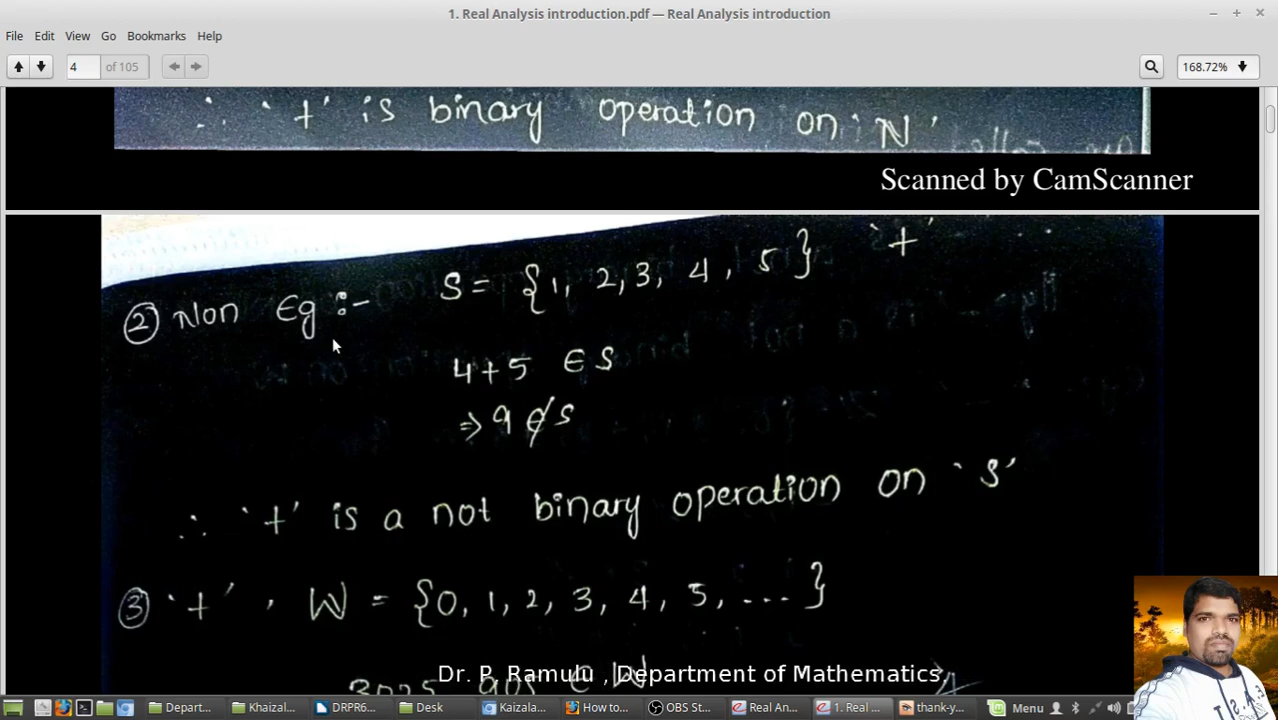 1. Real Analysis introduction.pdf — Real Analysis introduction
File Edit View Go Bookmarks Help
4 of 105 168.72%
∴ '+' is binary operation on 'N'
Scanned by CamScanner
② Non Eg :- S = {1, 2, 3, 4, 5} '+'
4+5 ∈ S
⇒ 9 ∉ S
∴ '+' is a not binary operation on 'S'
③ '+' , W = {0, 1, 2, 3, 4, 5, ...}
Dr. P. Ramulu , Department of Mathematics,
Depart... Khaizal... DRPR6... Desk Kaizala... How to... OBS St... Real An... 1. Real ... thank-y... Menu